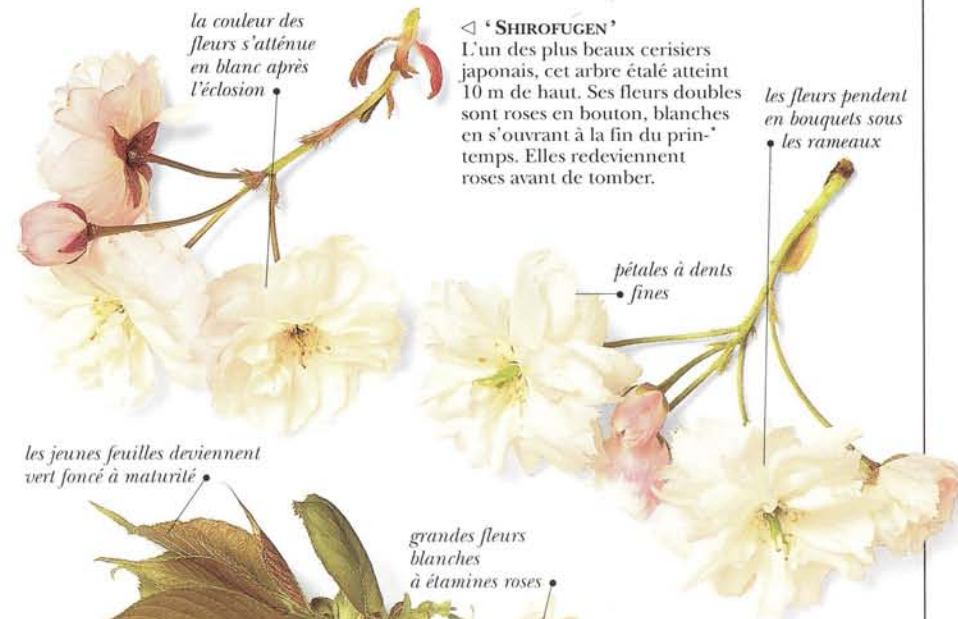 la couleur des
fleurs s'atténue
en blanc après
l'éclosion
◁ ‘SHIROFUGEN’
L'un des plus beaux cerisiers
japonais, cet arbre étalé atteint
10 m de haut. Ses fleurs doubles
sont roses en bouton, blanches
en s'ouvrant à la fin du prin-
temps. Elles redeviennent
roses avant de tomber.
les fleurs pendent
en bouquets sous
les rameaux
pétales à dents
fines
les jeunes feuilles deviennent
vert foncé à maturité
grandes fleurs
blanches
à étamines roses